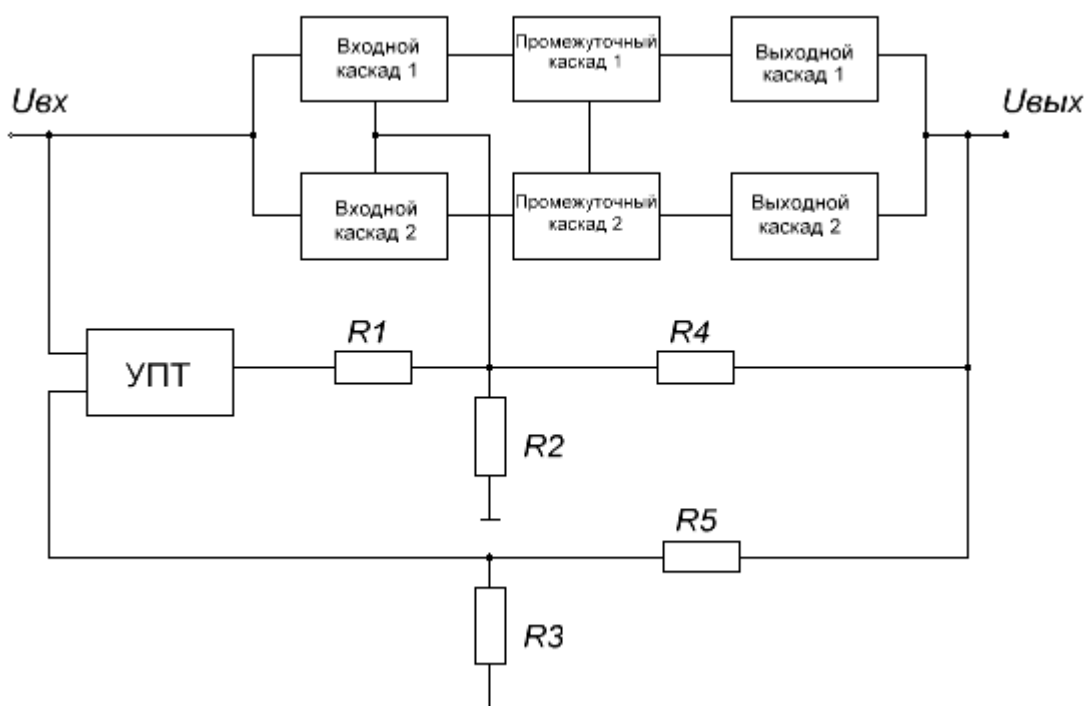 Входной
каскад 1
Промежуточный
каскад 1
Выходной
каскад 1
Uвх
Uвых
Входной
каскад 2
Промежуточный
каскад 2
Выходной
каскад 2
R1
R4
УПТ
R2
R5
R3